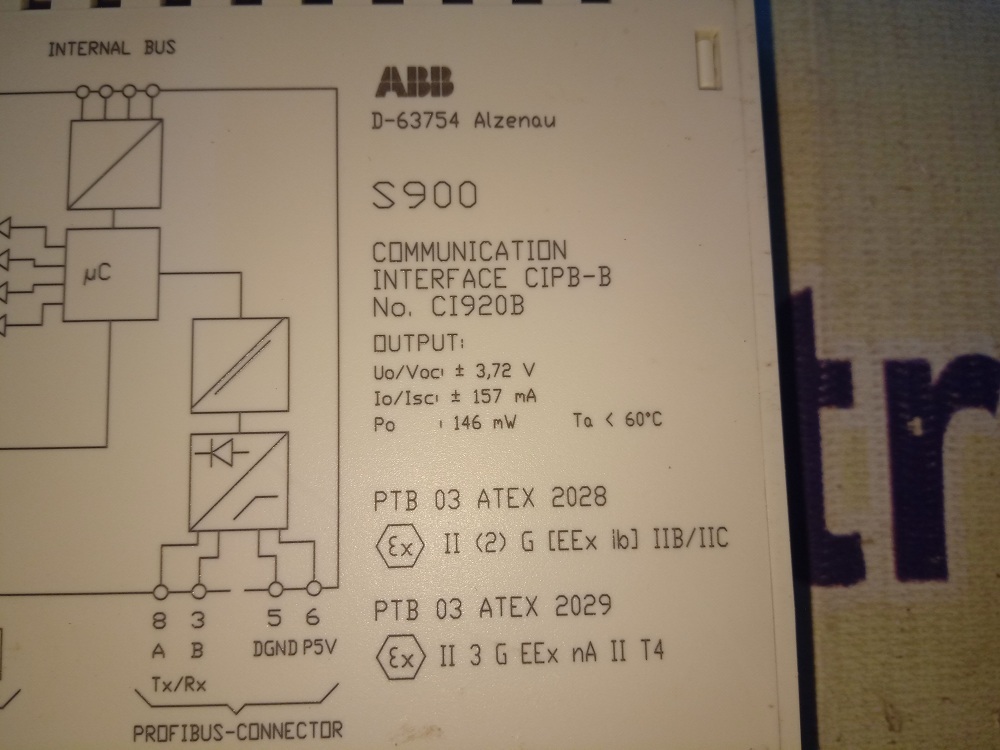 INTERNAL BUS
ABB
D-63754 Alzenau
S900
COMMUNICATION
INTERFACE CIPB-B
No. CI920B
OUTPUT:
Uo/Voc: ± 3,72 V
Io/Isc: ± 157 mA
Po : 146 mW Ta < 60°C
PTB 03 ATEX 2028
Ex II (2) G [EEx ib] IIB/IIC
PTB 03 ATEX 2029
Ex II 3 G EEx nA II T4
µC
8 3 5 6
A B DGND P5V
Tx/Rx
PROFIBUS-CONNECTOR
tr